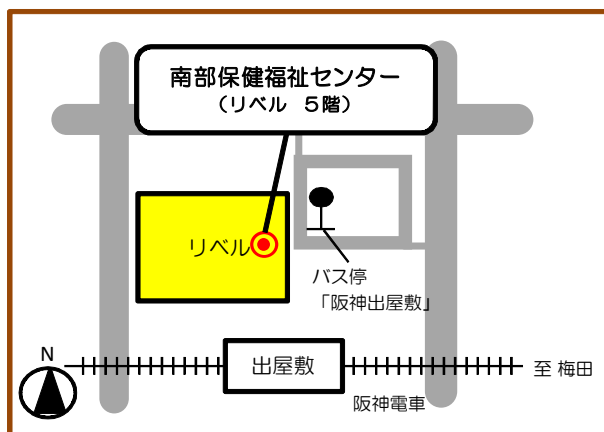 南部保健福祉センター
（リベル　５階）
リベル
バス停
「阪神出屋敷」
N
出屋敷
至 梅田
阪神電車